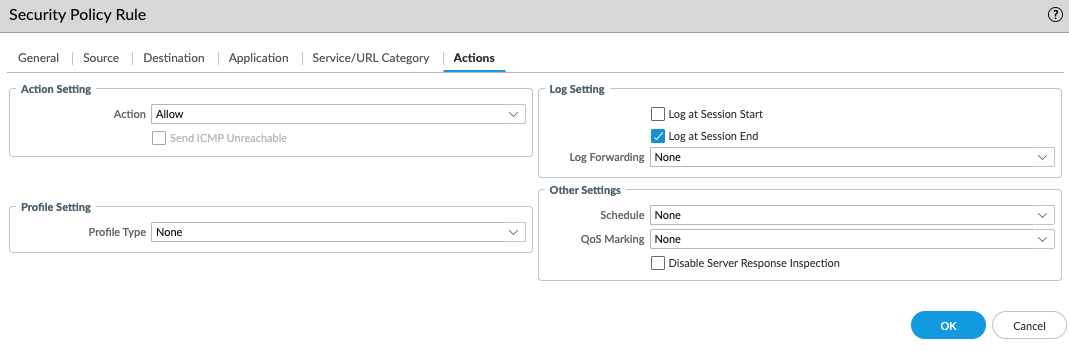 Security Policy Rule
?
General Source Destination Application Service/URL Category Actions
Action Setting
Action Allow
Send ICMP Unreachable
Profile Setting
Profile Type None
Log Setting
Log at Session Start
Log at Session End
Log Forwarding None
Other Settings
Schedule None
QoS Marking None
Disable Server Response Inspection
OK Cancel